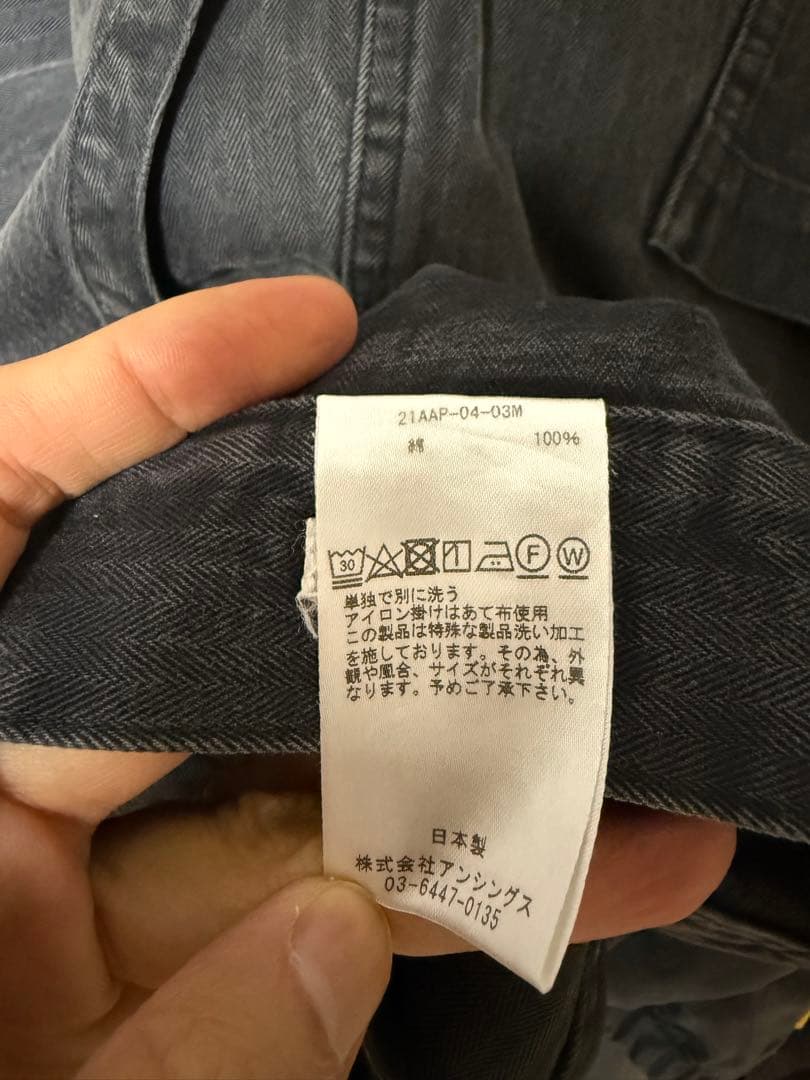 21AAP-04-03M
綿 100%
30 F W
単独で別に洗う
アイロン掛けはあて布使用
この製品は特殊な製品洗い加工
を施しております。その為、外
観や風合、サイズがそれぞれ異
なります。予めご了承下さい。
日本製
株式会社アンシングス
03-6447-0135